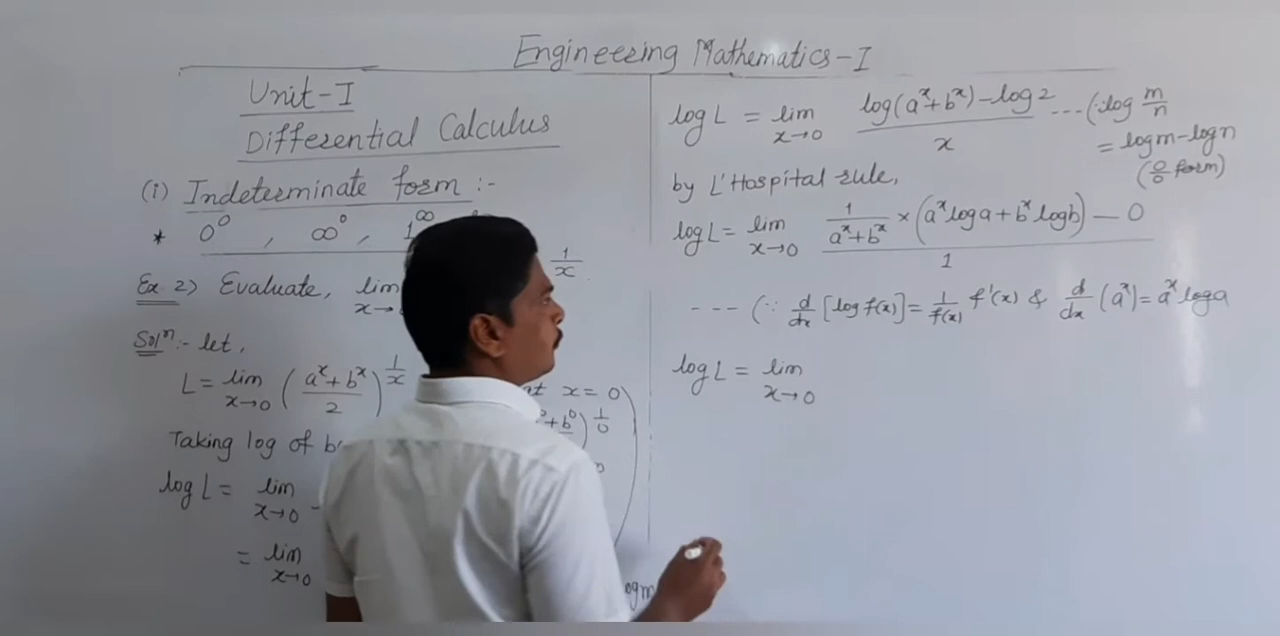 Engineering Mathematics-I
Unit-I
Differential Calculus
(i) Indeterminate form :-
* 0⁰ , ∞⁰ , 1^∞
Ex 2) Evaluate, lim x→ 1/x
Solⁿ:- let,
L = lim x→0 ((a^x + b^x)/2)^(1/x)
at x = 0
+b⁰)^(1/0)
Taking log of
log L = lim x→0
= lim x→0
logm
log L = lim x→0 (log(a^x+b^x) - log 2)/x ---- (∵ log m/n
= log m - log n
(0/0 form)
by L'Hospital rule,
log L = lim x→0 (1/(a^x+b^x) × (a^x log a + b^x log b) - 0)/1
---- (∵ d/dx [log f(x)] = 1/f(x) f'(x) & d/dx (a^x) = a^x log a
log L = lim x→0